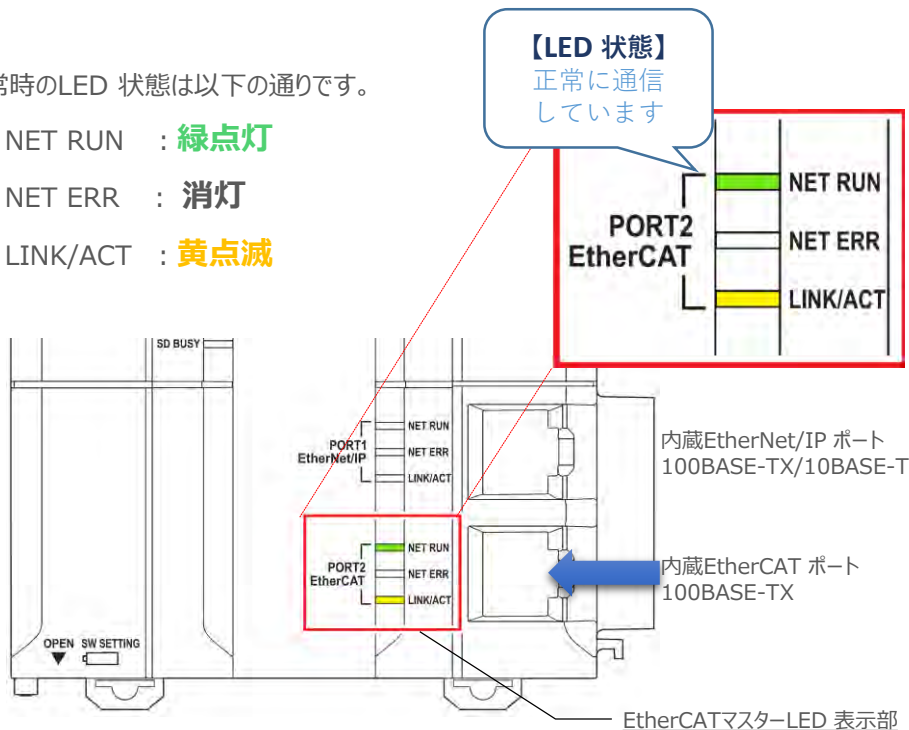 【LED 状態】
正常に通信
しています
常時のLED 状態は以下の通りです。
NET RUN : 緑点灯
NET ERR : 消灯
LINK/ACT : 黄点滅
PORT2
EtherCAT
NET RUN
NET ERR
LINK/ACT
SD BUSY
PORT1
EtherNet/IP
NET RUN
NET ERR
LINK/ACT
内蔵EtherNet/IP ポート
100BASE-TX/10BASE-T
PORT2
EtherCAT
NET RUN
NET ERR
LINK/ACT
内蔵EtherCAT ポート
100BASE-TX
OPEN SW SETTING
EtherCATマスターLED 表示部